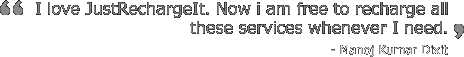 “ I love JustRechargeIt. Now i am free to recharge all
these services whenever I need. ”
- Manoj Kumar Dixit